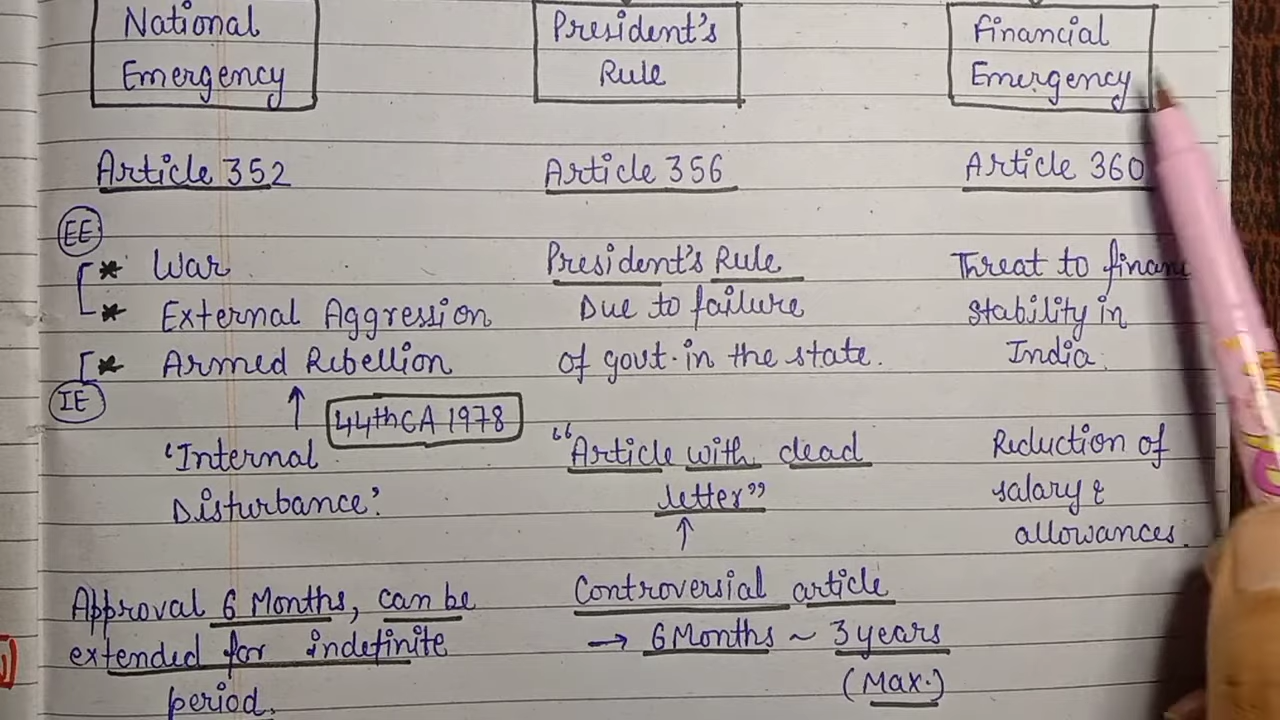 National
Emergency
Article 352
EE
* War
* External Aggression
* Armed Rebellion
IE
↑ 44th CA 1978
'Internal
Disturbance'
Approval 6 Months, can be
extended for indefinite
period.
President's
Rule
Article 356
President's Rule
Due to failure
of govt. in the state.
"Article with dead
letter"
↑
Controversial article
→ 6 Months ~ 3 years
(Max.)
Financial
Emergency
Article 360
Threat to financ
stability in
India.
Reduction of
salary &
allowances.